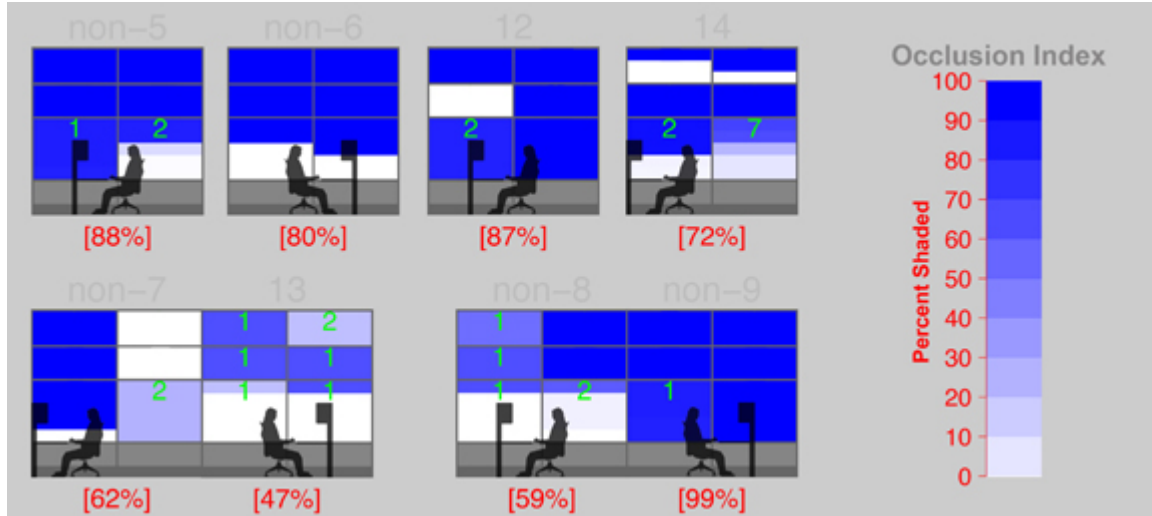 non-5 non-6 12 14
Occlusion Index
1 2 2 2 7
[88%] [80%] [87%] [72%]
non-7 13 non-8 non-9
1 2 1
1 1 1
2 1 1 1 2 1
[62%] [47%] [59%] [99%]
Percent Shaded
100
90
80
70
60
50
40
30
20
10
0